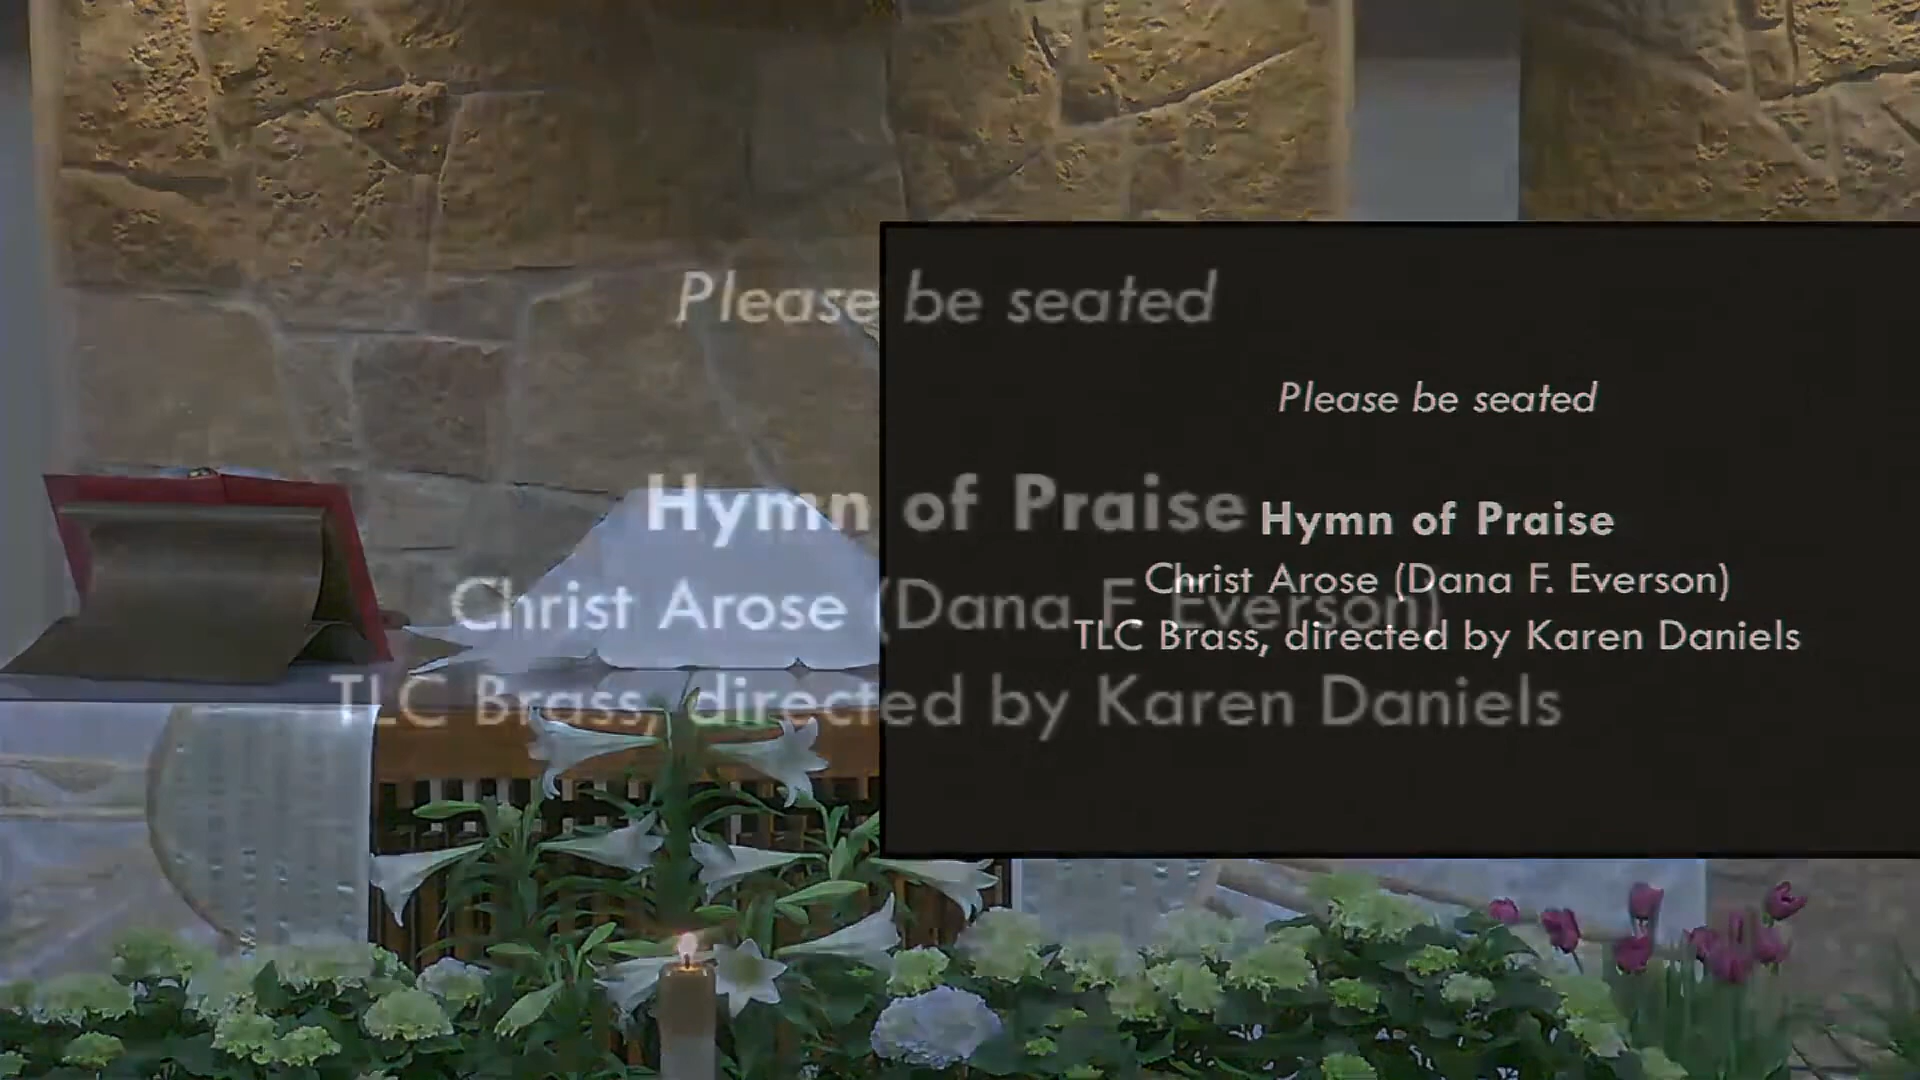 Please be seated
Hymn of Praise
Christ Arose (Dana F. Everson)
TLC Brass, directed by Karen Daniels
Please be seated
Hymn of Praise
Christ Arose (Dana F. Everson)
TLC Brass, directed by Karen Daniels